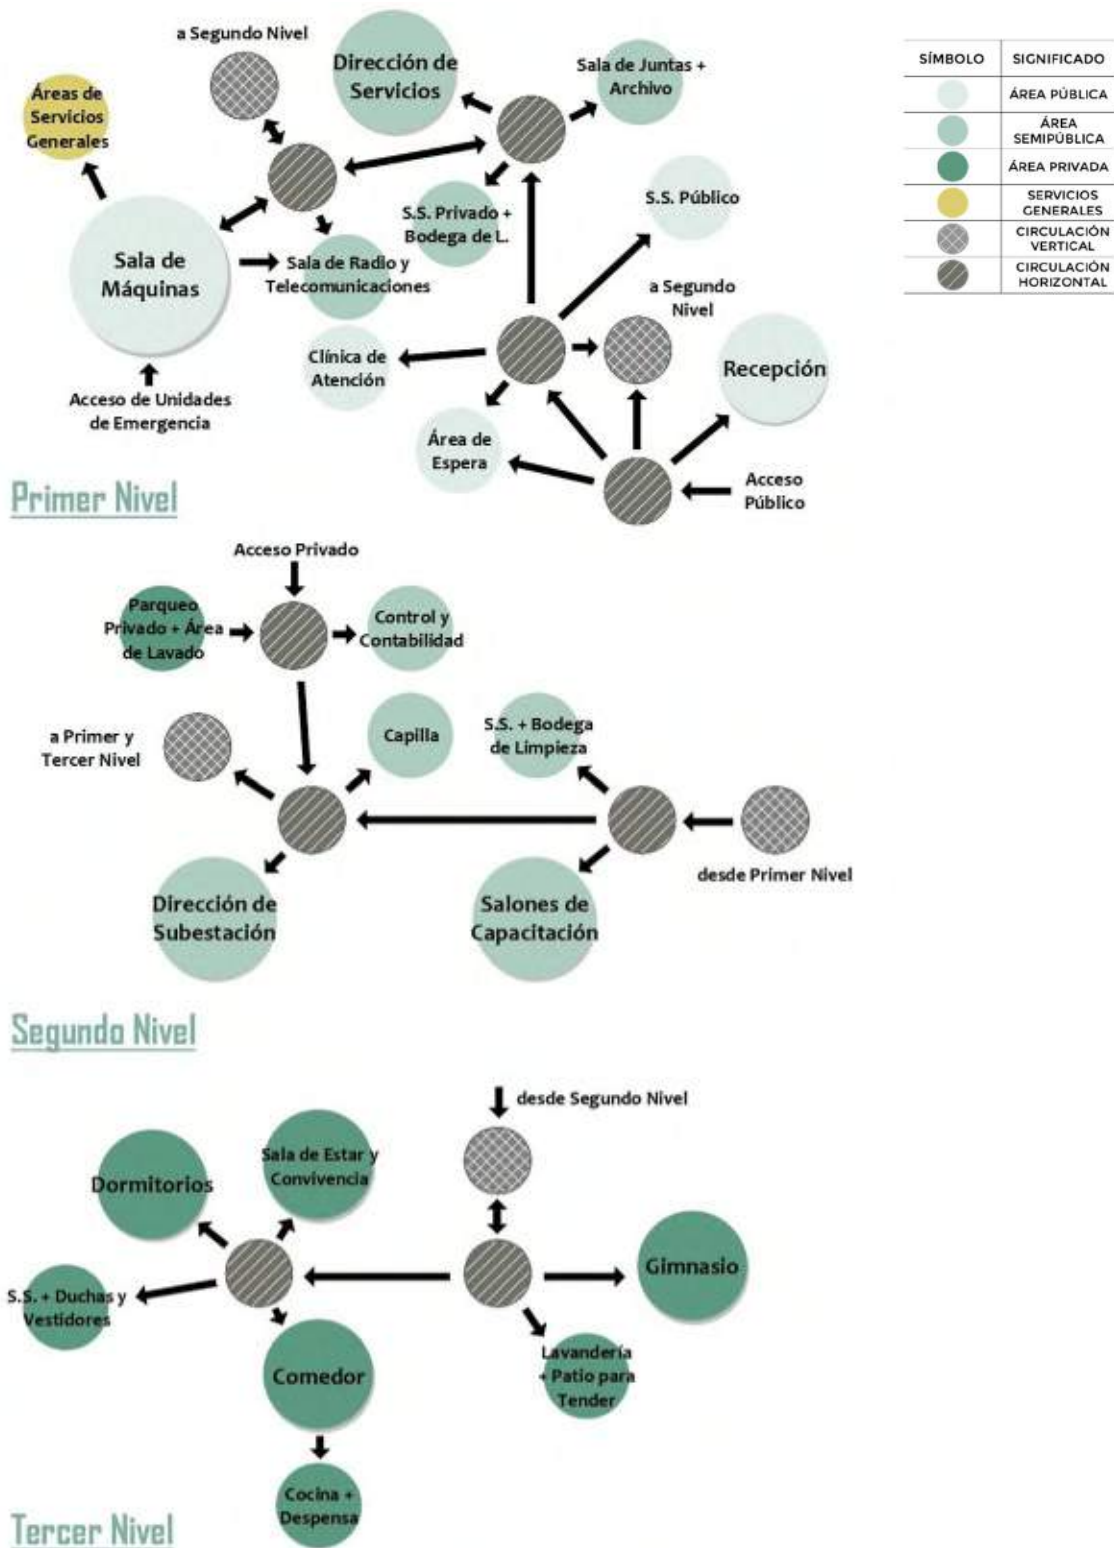 a Segundo Nivel
Dirección de
Servicios
Sala de Juntas +
Archivo
Áreas de
Servicios
Generales
S.S. Privado +
Bodega de L.
S.S. Público
Sala de
Máquinas
Sala de Radio y
Telecomunicaciones
a Segundo
Nivel
Clínica de
Atención
Recepción
Acceso de Unidades
de Emergencia
Área de
Espera
Acceso
Público
Primer Nivel
SÍMBOLO SIGNIFICADO
ÁREA PÚBLICA
ÁREA
SEMIPÚBLICA
ÁREA PRIVADA
SERVICIOS
GENERALES
CIRCULACIÓN
VERTICAL
CIRCULACIÓN
HORIZONTAL
Acceso Privado
Parqueo
Privado + Área
de Lavado
Control y
Contabilidad
a Primer y
Tercer Nivel
Capilla
S.S. + Bodega
de Limpieza
desde Primer Nivel
Dirección de
Subestación
Salones de
Capacitación
Segundo Nivel
desde Segundo Nivel
Dormitorios
Sala de Estar y
Convivencia
Gimnasio
S.S. + Duchas y
Vestidores
Comedor
Lavandería
+ Patio para
Tender
Cocina +
Despensa
Tercer Nivel